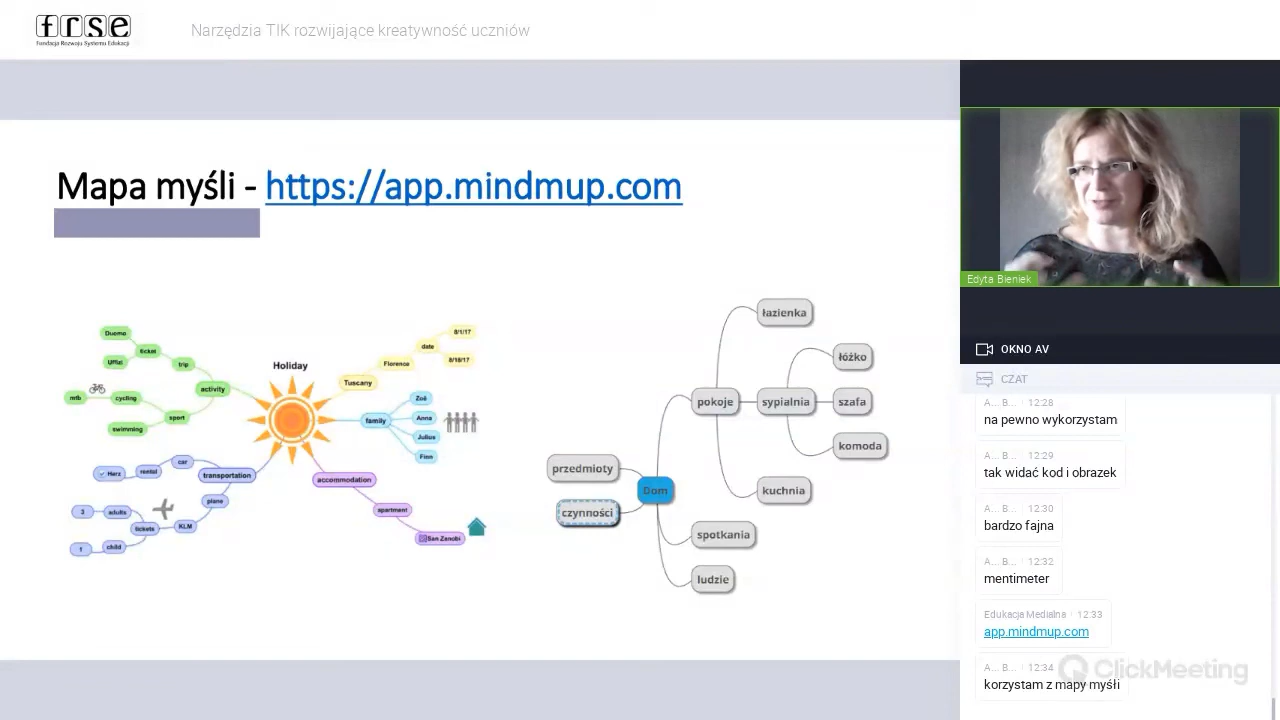 frse
Fundacja Rozwoju Systemu Edukacji
Narzędzia TIK rozwijające kreatywność uczniów
Mapa myśli - https://app.mindmup.com
Holiday
Duomo
Uffizi
ticket
trip
activity
mtb
cycling
sport
swimming
Tuscany
Florence
date
8/1/17
8/18/17
family
Zoë
Anna
Julius
Finn
Herz
rental
car
transportation
plane
KLM
tickets
adults
3
child
1
accommodation
apartment
San Zenobi
Dom
przedmioty
czynności
pokoje
łazienka
sypialnia
łóżko
szafa
komoda
kuchnia
spotkania
ludzie
Edyta Bieniek
OKNO AV
CZAT
A... B... 12:28
na pewno wykorzystam
A... B... 12:29
tak widać kod i obrazek
A... B... 12:30
bardzo fajna
A... B... 12:32
mentimeter
Edukacja Medialna 12:33
app.mindmup.com
A... B... 12:34
korzystam z mapy myśli
ClickMeeting